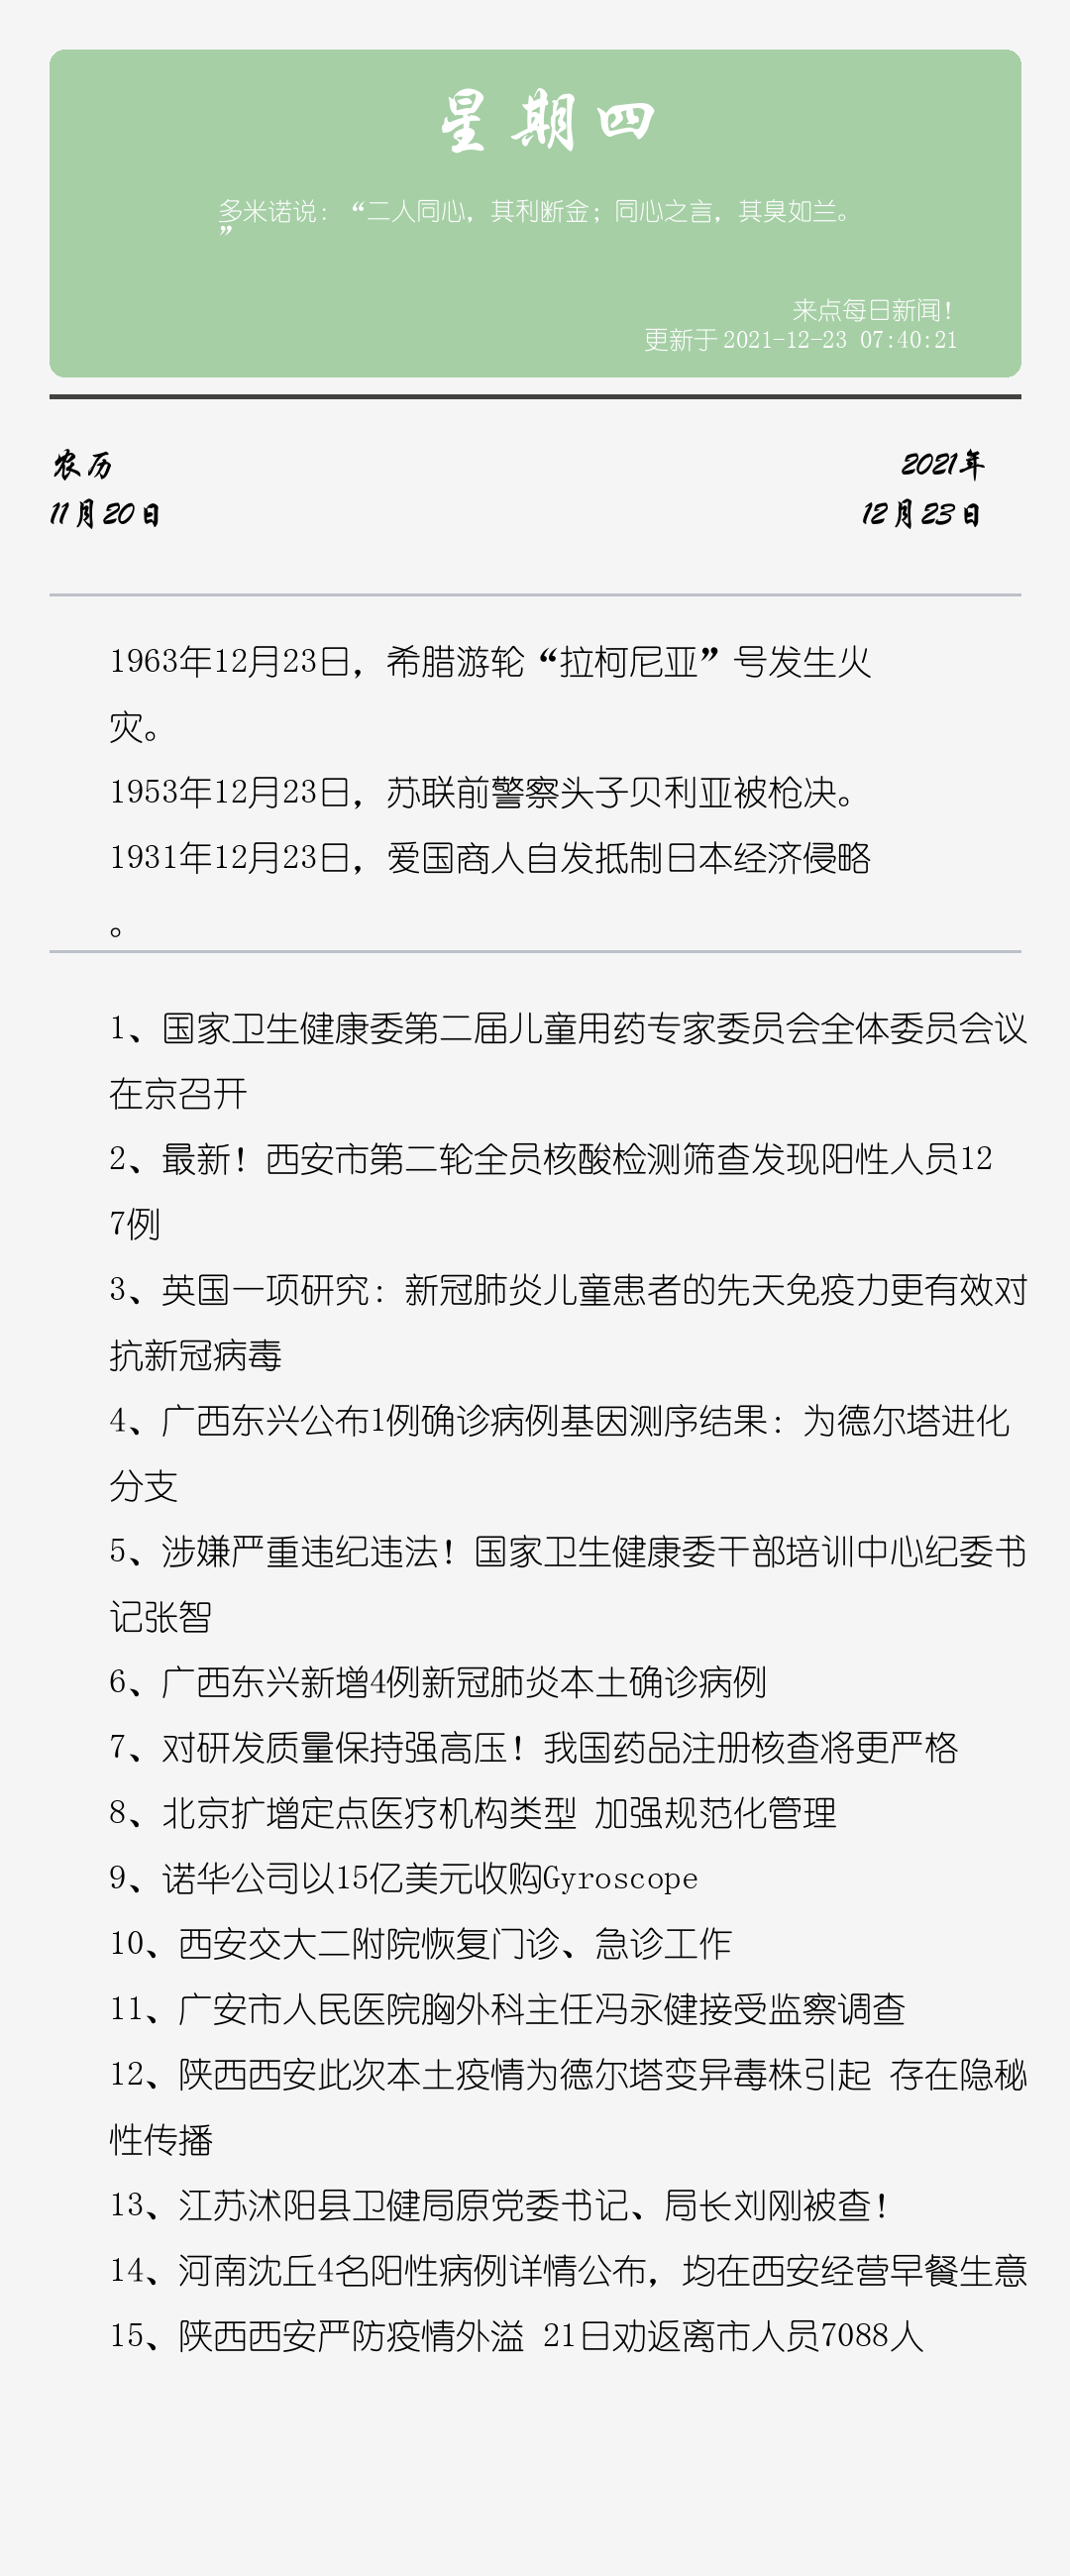 星期四
多米诺说：“二人同心，其利断金；同心之言，其臭如兰。
”
来点每日新闻！
更新于2021-12-23 07:40:21
农历
2021年
11月20日
12月23日
1963年12月23日，希腊游轮“拉柯尼亚”号发生火
灾。
1953年12月23日，苏联前警察头子贝利亚被枪决。
1931年12月23日，爱国商人自发抵制日本经济侵略
。
1、国家卫生健康委第二届儿童用药专家委员会全体委员会议
在京召开
2、最新！西安市第二轮全员核酸检测筛查发现阳性人员12
7例
3、英国一项研究：新冠肺炎儿童患者的先天免疫力更有效对
抗新冠病毒
4、广西东兴公布1例确诊病例基因测序结果：为德尔塔进化
分支
5、涉嫌严重违纪违法！国家卫生健康委干部培训中心纪委书
记张智
6、广西东兴新增4例新冠肺炎本土确诊病例
7、对研发质量保持强高压！我国药品注册核查将更严格
8、北京扩增定点医疗机构类型 加强规范化管理
9、诺华公司以15亿美元收购Gyroscope
10、西安交大二附院恢复门诊、急诊工作
11、广安市人民医院胸外科主任冯永健接受监察调查
12、陕西西安此次本土疫情为德尔塔变异毒株引起 存在隐秘
性传播
13、江苏沭阳县卫健局原党委书记、局长刘刚被查！
14、河南沈丘4名阳性病例详情公布，均在西安经营早餐生意
15、陕西西安严防疫情外溢 21日劝返离市人员7088人